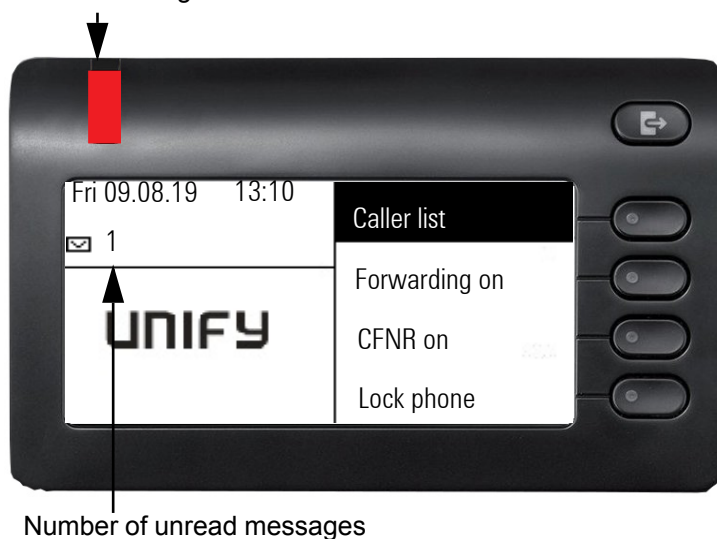 Fri 09.08.19 13:10
1
UNIFY
Caller list
Forwarding on
CFNR on
Lock phone
Number of unread messages